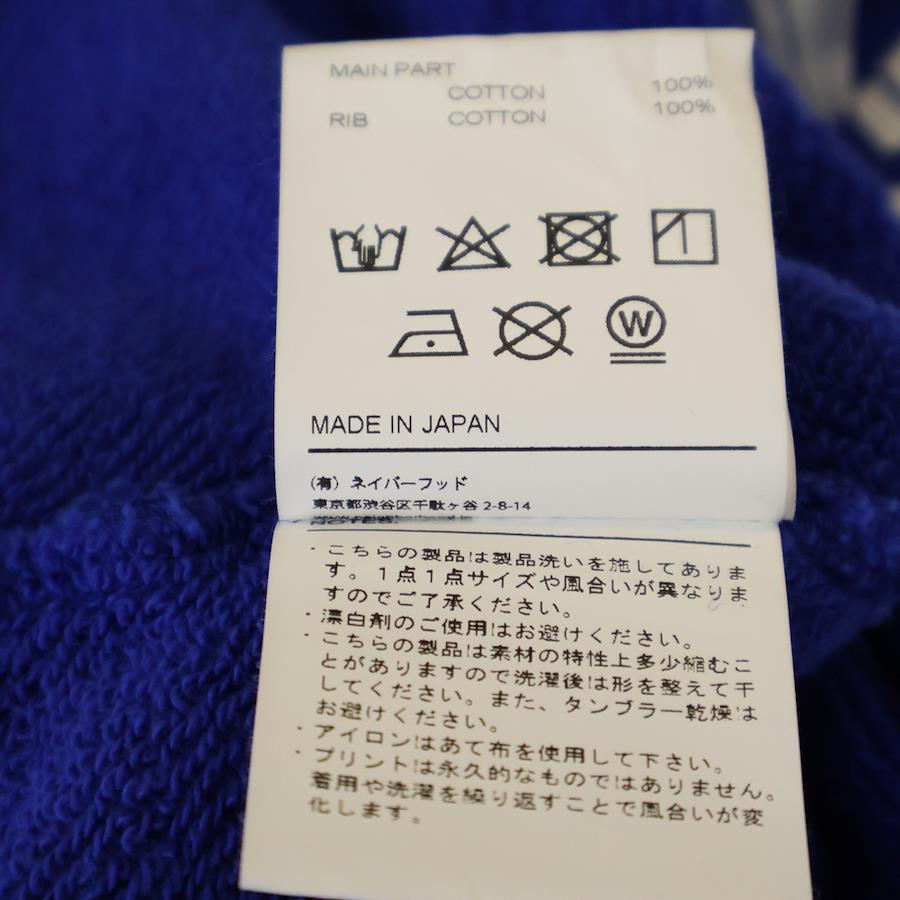 MAIN PART
COTTON 100%
RIB COTTON 100%
W
MADE IN JAPAN
(有) ネイバーフッド
東京都渋谷区千駄ヶ谷 2-8-14
NOTES:
・こちらの製品は製品洗いを施してありま
す。1点1点サイズや風合いが異なりま
すのでご了承ください。
・漂白剤のご使用はお避けください。
・こちらの製品は素材の特性上多少縮むこ
とがありますので洗濯後は形を整えて干
してください。また、タンブラー乾燥は
お避けください。
・アイロンはあて布を使用して下さい。
・プリントは永久的なものではありません。
着用や洗濯を繰り返すことで風合いが変
化します。